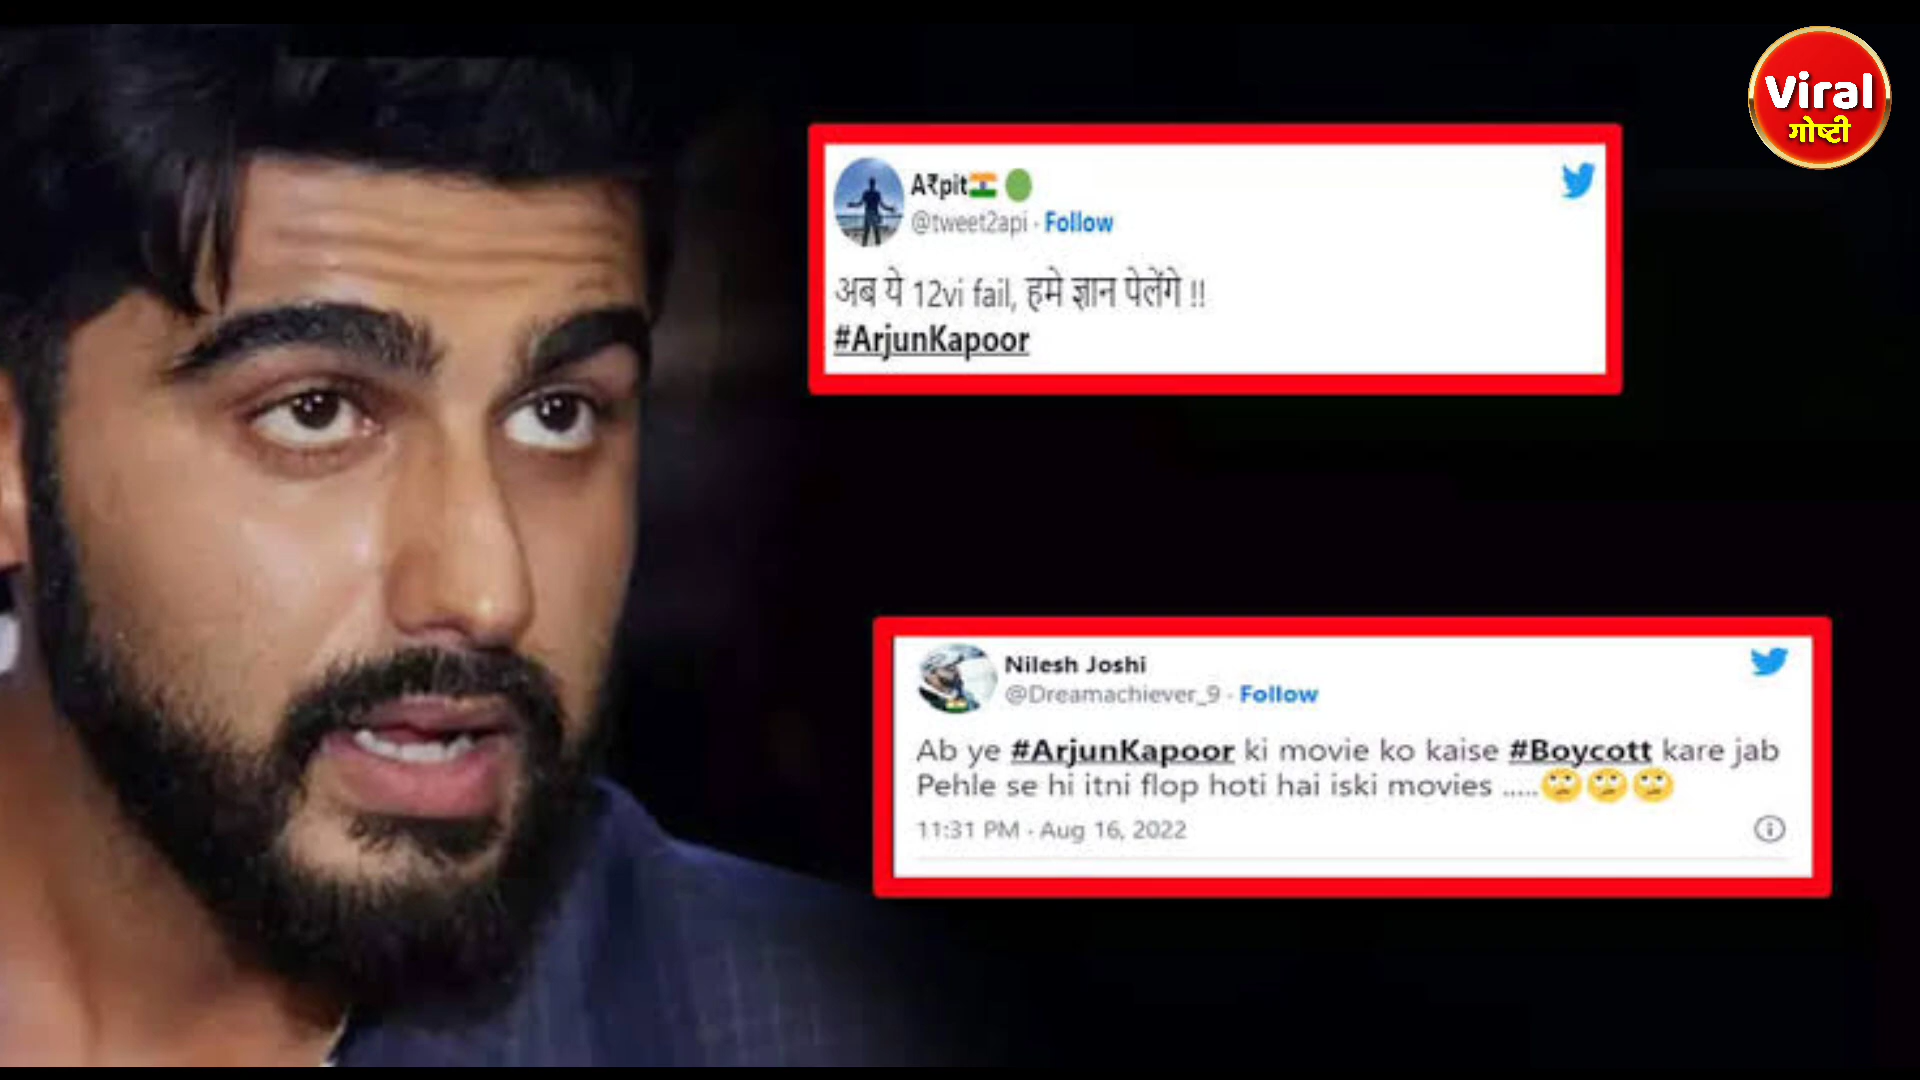 Viral
गोष्टी
A₹pit🇮🇳🟢
@tweet2api · Follow
अब ये 12vi fail, हमे ज्ञान पेलेंगे !!
#ArjunKapoor
Nilesh Joshi
@Dreamachiever_9 · Follow
Ab ye #ArjunKapoor ki movie ko kaise #Boycott kare jab
Pehle se hi itni flop hoti hai iski movies .....🙄🙄🙄
11:31 PM · Aug 16, 2022